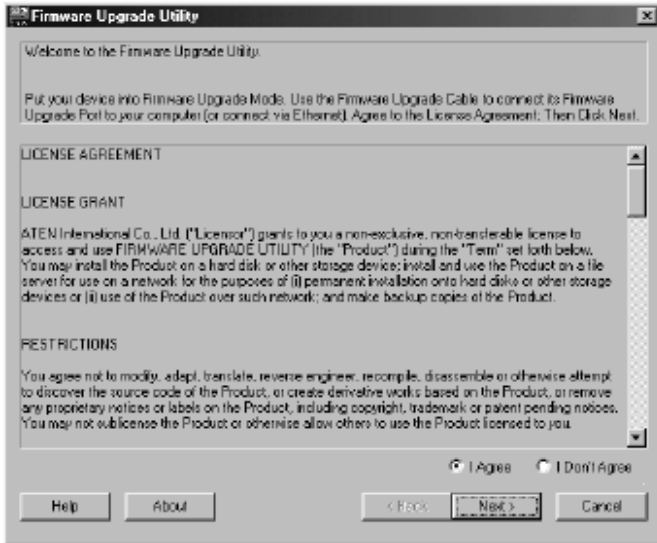 Firmware Upgrade Utility
Welcome to the Firmware Upgrade Utility.
Put your device into Firmware Upgrade Mode. Use the Firmware Upgrade Cable to connect its Firmware
Upgrade Port to your computer (or connect via Ethernet). Agree to the License Agreement; Then Click Next.
LICENSE AGREEMENT
LICENSE GRANT
ATEN International Co., Ltd. ("Licensor") grants to you a non-exclusive, non-transferable license to
access and use FIRMWARE UPGRADE UTILITY (the "Product") during the "Term" set forth below.
You may install the Product on a hard disk or other storage device; install and use the Product on a file
server for use on a network for the purposes of (i) permanent installation onto hard disks or other storage
devices or (ii) use of the Product over such network; and make backup copies of the Product.
RESTRICTIONS
You agree not to modify, adapt, translate, reverse engineer, recompile, disassemble or otherwise attempt
to discover the source code of the Product, or create derivative works based on the Product, or remove
any proprietary notices or labels on the Product, including copyright, trademark or patent pending notices.
You may not sublicense the Product or otherwise allow others to use the Product licensed to you.
I Agree
I Don't Agree
Help
About
< Back
Next >
Cancel